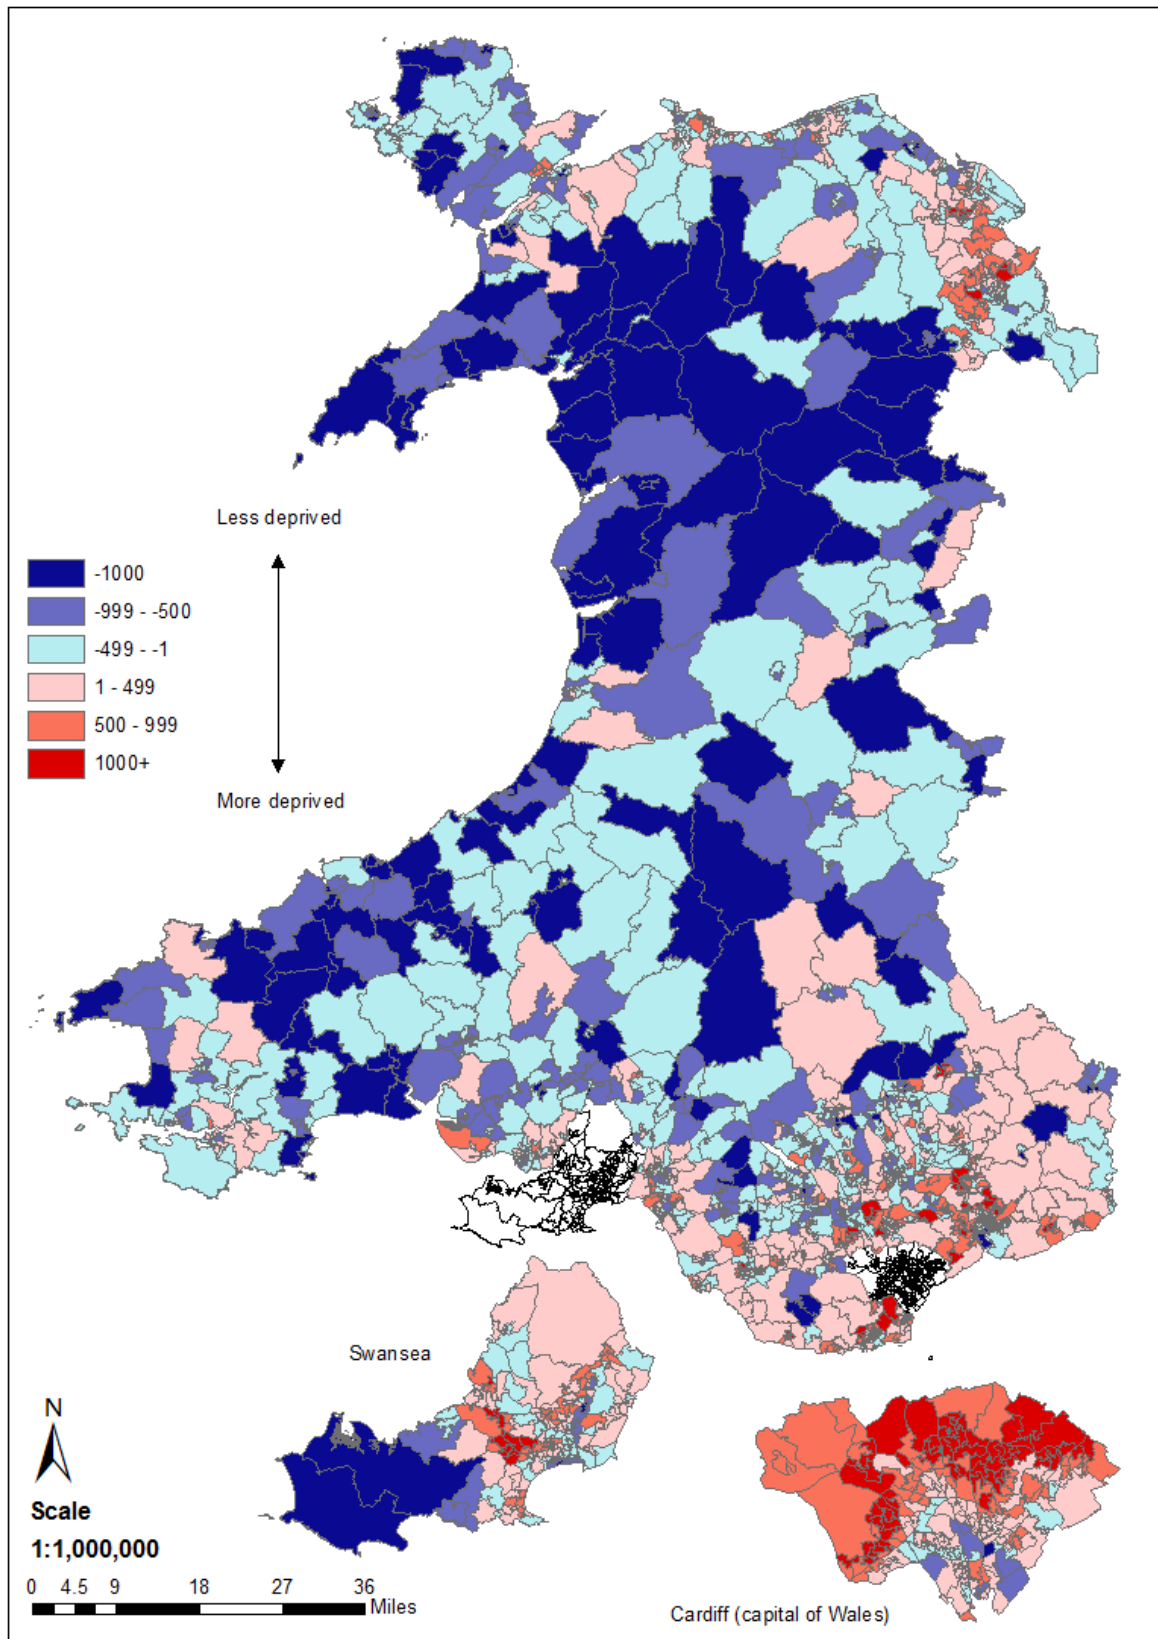 Less deprived
-1000
-999 - -500
-499 - -1
1 - 499
500 - 999
1000+
More deprived
Swansea
N
Scale
1:1,000,000
0 4.5 9 18 27 36
Miles
Cardiff (capital of Wales)